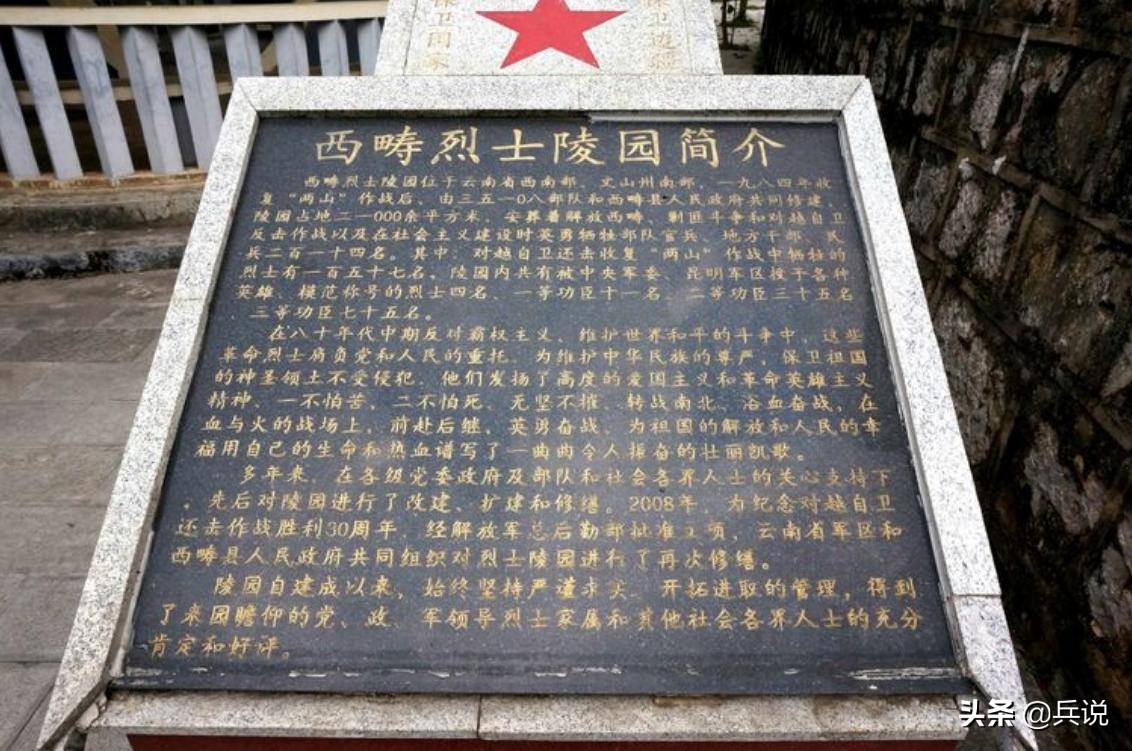 保卫国家
保卫边疆
西畴烈士陵园简介
西畴烈士陵园位于云南省西南部、文山州南部，一九八四年收
复“两山”作战后、由三五一0八部队和西畴县人民政府共同修建，
陵园占地二一000余平方米，安葬着解放西畴、剿匪斗争和对越自卫
反击作战以及在社会主义建设时英勇牺牲部队官兵、地方干部、民
兵二百一十四名。其中：对越自卫还击收复“两山”作战中牺牲的
烈士有一百五十七名，陵园内共有被中央军委、昆明军区授于各种
英雄、模范称号的烈士四名、一等功臣十一名、二等功臣三十五名
、三等功臣七十五名。
在八十年代中期反对霸权主义、维护世界和平的斗争中，这些
革命烈士肩负党和人民的重托，为维护中华民族的尊严，保卫祖国
的神圣领土不受侵犯，他们发扬了高度的爱国主义和革命英雄主义
精神、一不怕苦、二不怕死、无坚不摧、转战南北、浴血奋战，在
血与火的战场上，前赴后继，英勇奋战，为祖国的解放和人民的幸
福用自己的生命和热血谱写了一曲曲令人振奋的壮丽凯歌。
多年来，在各级党委政府及部队和社会各界人士的关心支持下
，先后对陵园进行了改建、扩建和修缮。2008年，为纪念对越自卫
还击作战胜利30周年，经解放军总后勤部批准立项，云南省军区和
西畴县人民政府共同组织对烈士陵园进行了再次修缮。
陵园自建成以来，始终坚持严谨求实、开拓进取的管理，得到
了来园瞻仰的党、政、军领导烈士家属和其他社会各界人士的充分
肯定和好评。
头条 @兵说